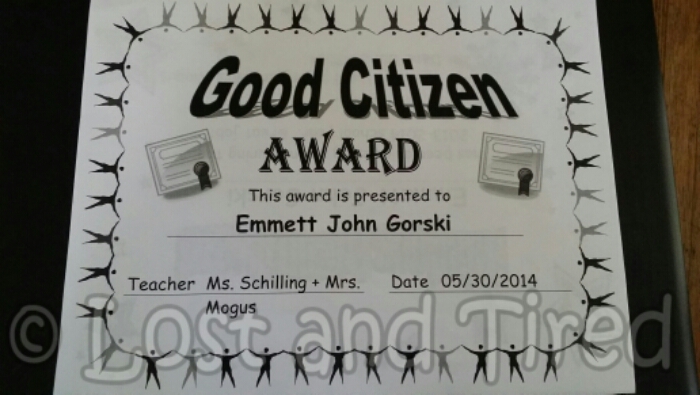 Good Citizen
AWARD
This award is presented to
Emmett John Gorski
Teacher Ms. Schilling + Mrs. Date 05/30/2014
Mogus
© Lost and Tired